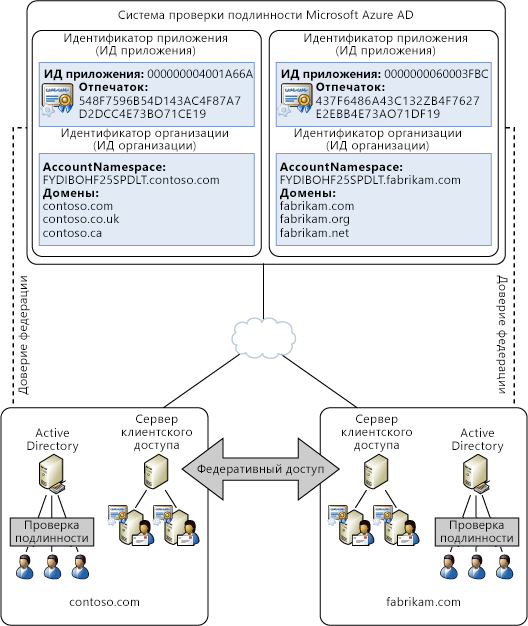 Система проверки подлинности Microsoft Azure AD
Идентификатор приложения
(ИД приложения)
ИД приложения: 000000004001A66A
Отпечаток:
548F7596B54D143AC4F87A7
D2DCC4E73BO71CE19
Идентификатор организации
(ИД организации)
AccountNamespace:
FYDIBOHF25SPDLT.contoso.com
Домены:
contoso.com
contoso.co.uk
contoso.ca
Идентификатор приложения
(ИД приложения)
ИД приложения: 0000000060003FBC
Отпечаток:
437F6486A43C132ZB4F7627
E2EBB4E73AO71DF19
Идентификатор организации
(ИД организации)
AccountNamespace:
FYDIBOHF25SPDLT.fabrikam.com
Домены:
fabrikam.com
fabrikam.org
fabrikam.net
Доверие федерации
Доверие федерации
Active
Directory
Сервер
клиентского
доступа
Проверка
подлинности
contoso.com
Федеративный доступ
Сервер
клиентского
доступа
Active
Directory
Проверка
подлинности
fabrikam.com